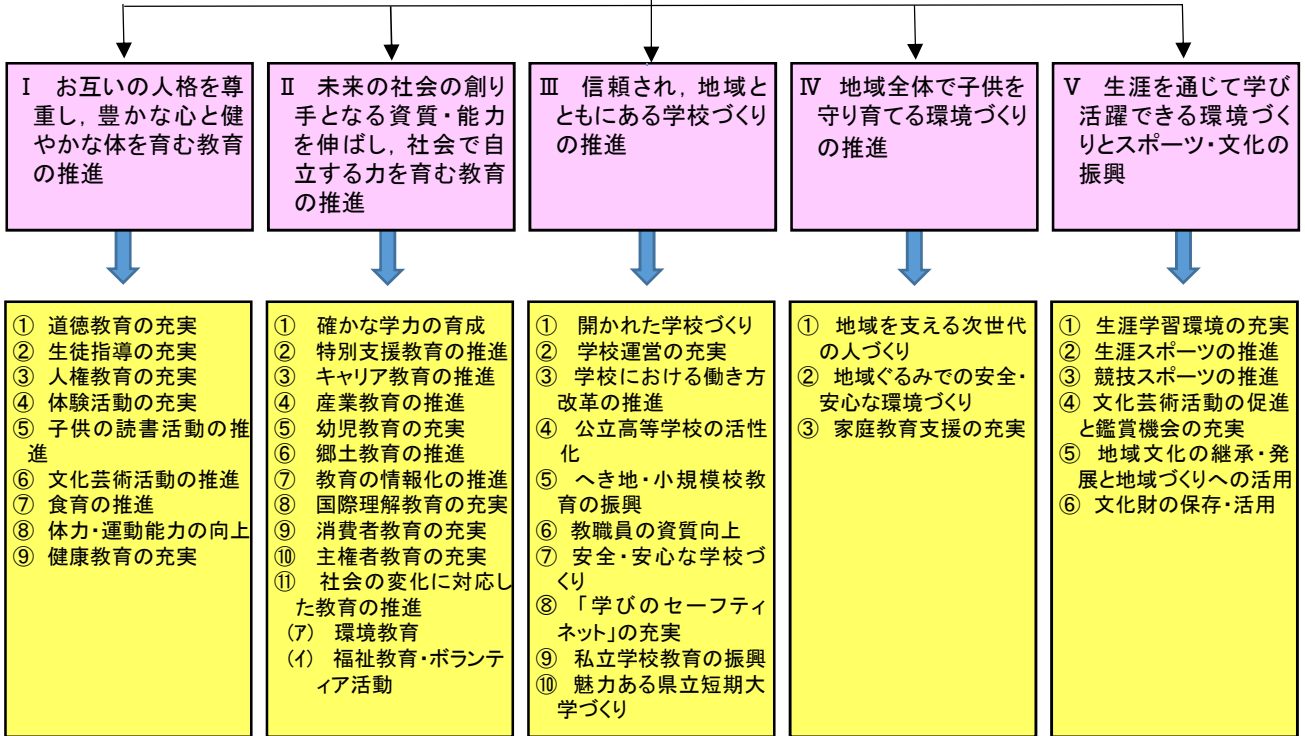 Ⅰ お互いの人格を尊
重し，豊かな心と健
やかな体を育む教育
の推進
Ⅱ 未来の社会の創り
手となる資質・能力
を伸ばし，社会で自
立する力を育む教育
の推進
Ⅲ 信頼され，地域と
ともにある学校づくり
の推進
Ⅳ 地域全体で子供を
守り育てる環境づくり
の推進
Ⅴ 生涯を通じて学び
活躍できる環境づく
りとスポーツ・文化の
振興
① 道徳教育の充実
② 生徒指導の充実
③ 人権教育の充実
④ 体験活動の充実
⑤ 子供の読書活動の推
進
⑥ 文化芸術活動の推進
⑦ 食育の推進
⑧ 体力・運動能力の向上
⑨ 健康教育の充実
① 確かな学力の育成
② 特別支援教育の推進
③ キャリア教育の推進
④ 産業教育の推進
⑤ 幼児教育の充実
⑥ 郷土教育の推進
⑦ 教育の情報化の推進
⑧ 国際理解教育の充実
⑨ 消費者教育の充実
⑩ 主権者教育の充実
⑪ 社会の変化に対応し
た教育の推進
(ｱ) 環境教育
(ｲ) 福祉教育・ボランテ
ィア活動
① 開かれた学校づくり
② 学校運営の充実
③ 学校における働き方
改革の推進
④ 公立高等学校の活性
化
⑤ へき地・小規模校教
育の振興
⑥ 教職員の資質向上
⑦ 安全・安心な学校づ
くり
⑧ 「学びのセーフティ
ネット」の充実
⑨ 私立学校教育の振興
⑩ 魅力ある県立短期大
学づくり
① 地域を支える次世代
の人づくり
② 地域ぐるみでの安全・
安心な環境づくり
③ 家庭教育支援の充実
① 生涯学習環境の充実
② 生涯スポーツの推進
③ 競技スポーツの推進
④ 文化芸術活動の促進
と鑑賞機会の充実
⑤ 地域文化の継承・発
展と地域づくりへの活用
⑥ 文化財の保存・活用